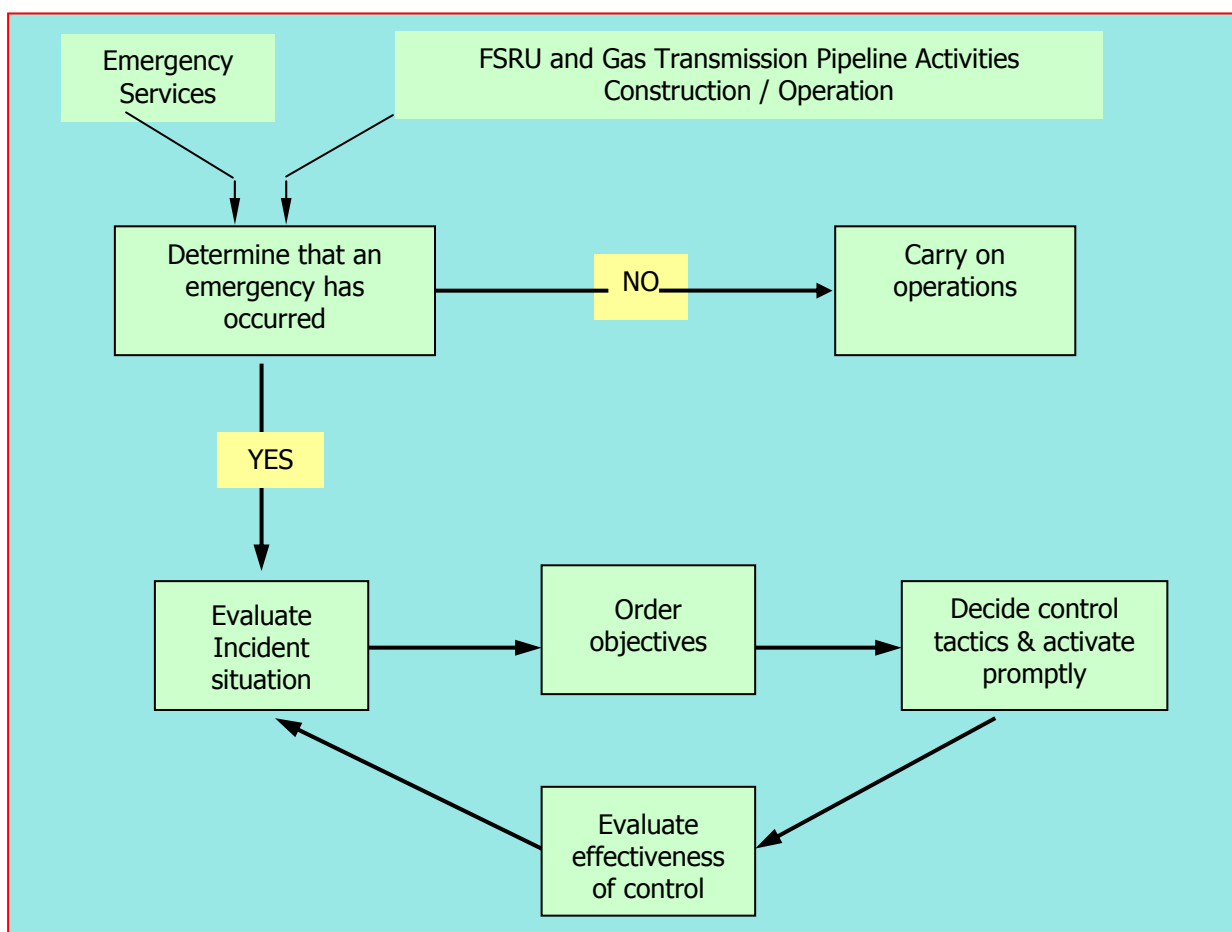 Emergency
Services
FSRU and Gas Transmission Pipeline Activities
Construction / Operation
Determine that an
emergency has
occurred
NO
Carry on
operations
YES
Evaluate
Incident
situation
Order
objectives
Decide control
tactics & activate
promptly
Evaluate
effectiveness
of control